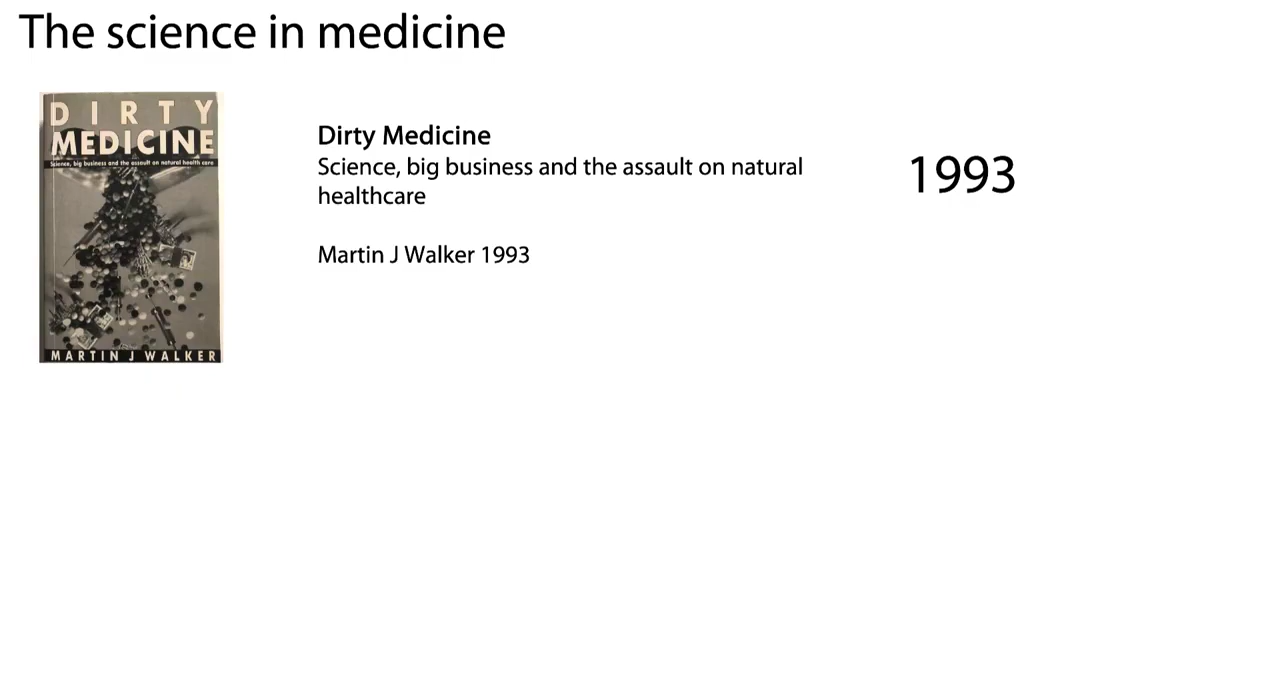 The science in medicine
DIRTY
MEDICINE
Science, big business and the assault on natural health care
MARTIN J WALKER
Dirty Medicine
Science, big business and the assault on natural
healthcare
Martin J Walker 1993
1993